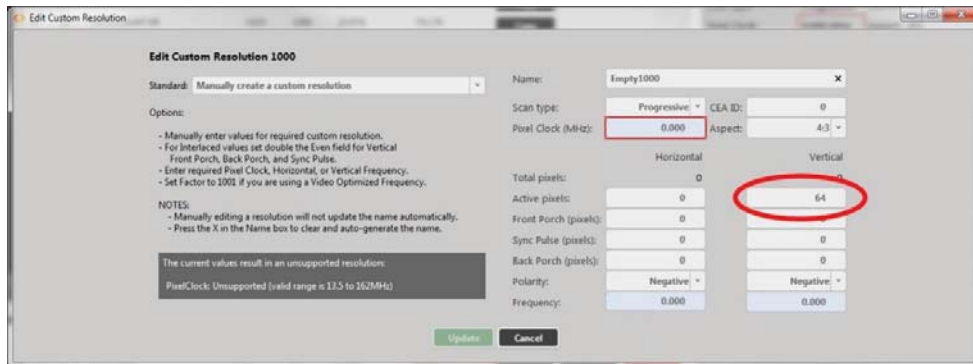 Edit Custom Resolution
Edit Custom Resolution 1000
Standard: Manually create a custom resolution
Options:
- Manually enter values for required custom resolution.
- For Interlaced values set double the Even field for Vertical
Front Porch, Back Porch, and Sync Pulse.
- Enter required Pixel Clock, Horizontal, or Vertical Frequency.
- Set Factor to 1001 if you are using a Video Optimized Frequency.
NOTES:
- Manually editing a resolution will not update the name automatically.
- Press the X in the Name box to clear and auto-generate the name.
The current values result in an unsupported resolution:
PixelClock: Unsupported (valid range is 13.5 to 162MHz)
Name: Empty1000 x
Scan type: Progressive CEA ID: 0
Pixel Clock (MHz): 0.000 Aspect: 4:3
Horizontal Vertical
Total pixels: 0 0
Active pixels: 0 64
Front Porch (pixels): 0 0
Sync Pulse (pixels): 0 0
Back Porch (pixels): 0 0
Polarity: Negative Negative
Frequency: 0.000 0.000
Update Cancel